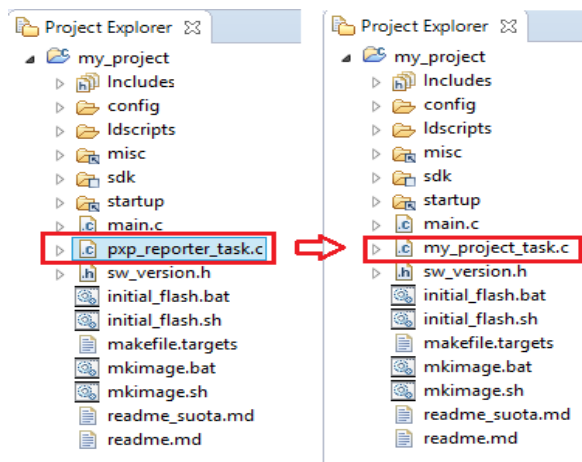 Project Explorer
my_project
Includes
config
ldscripts
misc
sdk
startup
main.c
pxp_reporter_task.c
sw_version.h
initial_flash.bat
initial_flash.sh
makefile.targets
mkimage.bat
mkimage.sh
readme_suota.md
readme.md
Project Explorer
my_project
Includes
config
ldscripts
misc
sdk
startup
main.c
my_project_task.c
sw_version.h
initial_flash.bat
initial_flash.sh
makefile.targets
mkimage.bat
mkimage.sh
readme_suota.md
readme.md